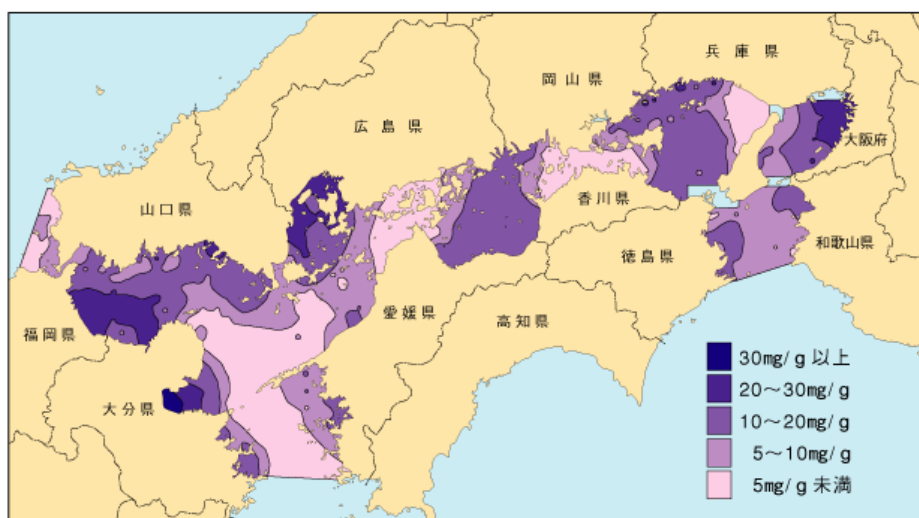 兵庫県
岡山県
広島県
大阪府
山口県
香川県
和歌山県
徳島県
愛媛県
福岡県
高知県
大分県
30mg/g 以上
20～30mg/g
10～20mg/g
5～10mg/g
5mg/g 未満